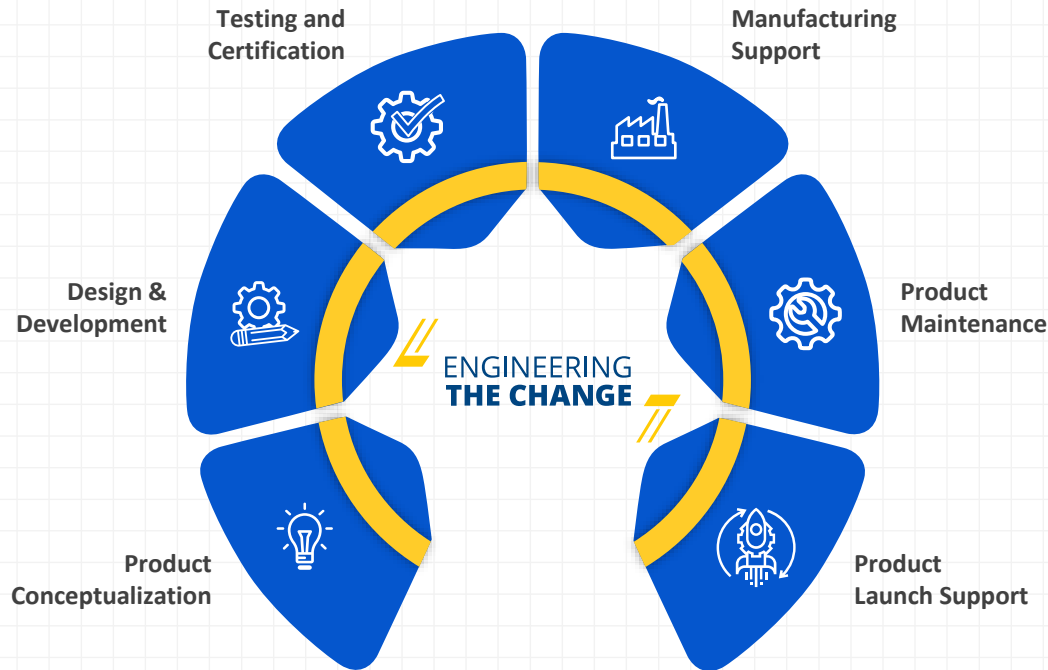 Testing and
Certification
Manufacturing
Support
Design &
Development
Product
Maintenance
ENGINEERING
THE CHANGE
Product
Conceptualization
Product
Launch Support